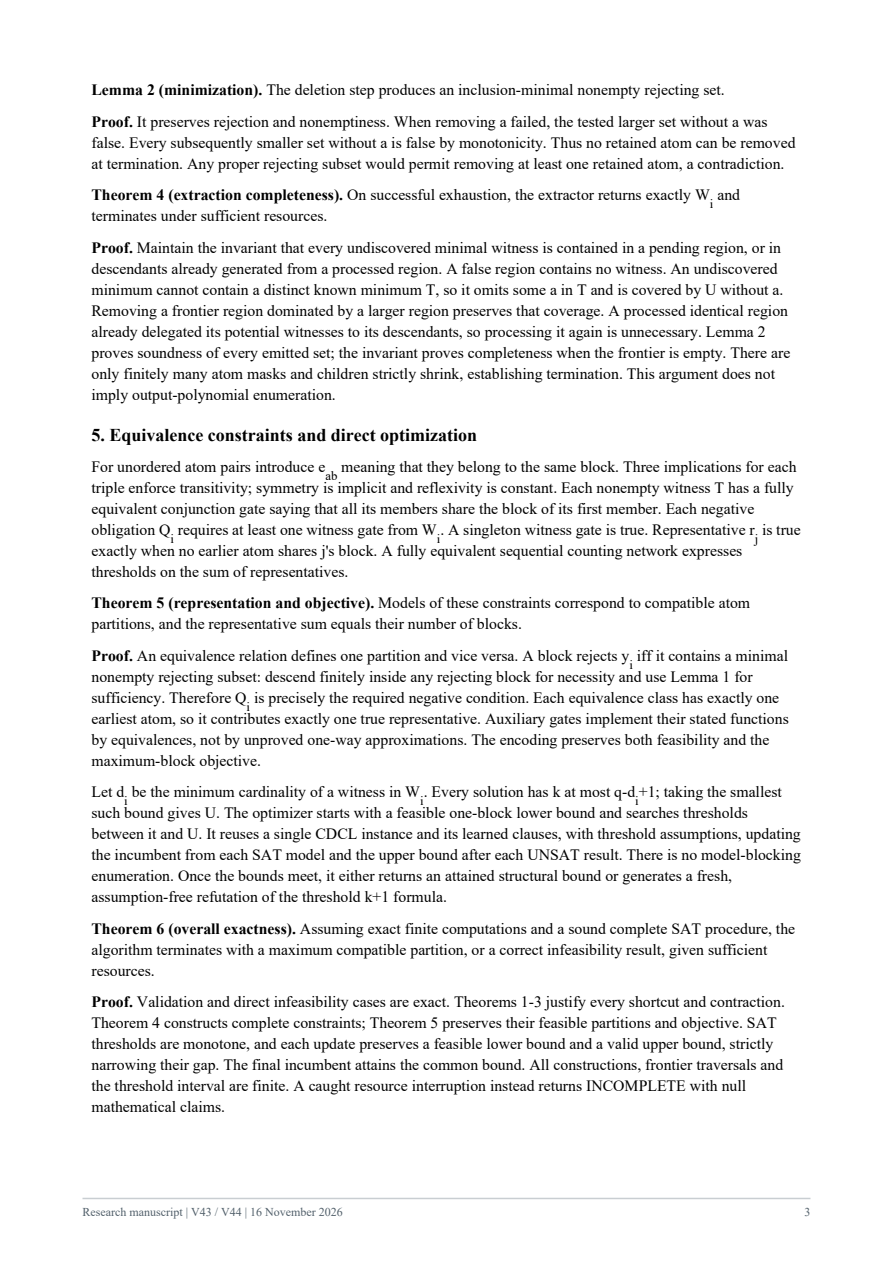 Lemma 2 (minimization). The deletion step produces an inclusion-minimal nonempty rejecting set.
Proof. It preserves rejection and nonemptiness. When removing a failed, the tested larger set without a was
false. Every subsequently smaller set without a is false by monotonicity. Thus no retained atom can be removed
at termination. Any proper rejecting subset would permit removing at least one retained atom, a contradiction.
Theorem 4 (extraction completeness). On successful exhaustion, the extractor returns exactly W_i and
terminates under sufficient resources.
Proof. Maintain the invariant that every undiscovered minimal witness is contained in a pending region, or in
descendants already generated from a processed region. A false region contains no witness. An undiscovered
minimum cannot contain a distinct known minimum T, so it omits some a in T and is covered by U without a.
Removing a frontier region dominated by a larger region preserves that coverage. A processed identical region
already delegated its potential witnesses to its descendants, so processing it again is unnecessary. Lemma 2
proves soundness of every emitted set; the invariant proves completeness when the frontier is empty. There are
only finitely many atom masks and children strictly shrink, establishing termination. This argument does not
imply output-polynomial enumeration.
5. Equivalence constraints and direct optimization
For unordered atom pairs introduce e_ab meaning that they belong to the same block. Three implications for each
triple enforce transitivity; symmetry is implicit and reflexivity is constant. Each nonempty witness T has a fully
equivalent conjunction gate saying that all its members share the block of its first member. Each negative
obligation Q_i requires at least one witness gate from W_i. A singleton witness gate is true. Representative r_j is true
exactly when no earlier atom shares j's block. A fully equivalent sequential counting network expresses
thresholds on the sum of representatives.
Theorem 5 (representation and objective). Models of these constraints correspond to compatible atom
partitions, and the representative sum equals their number of blocks.
Proof. An equivalence relation defines one partition and vice versa. A block rejects y_i iff it contains a minimal
nonempty rejecting subset: descend finitely inside any rejecting block for necessity and use Lemma 1 for
sufficiency. Therefore Q_i is precisely the required negative condition. Each equivalence class has exactly one
earliest atom, so it contributes exactly one true representative. Auxiliary gates implement their stated functions
by equivalences, not by unproved one-way approximations. The encoding preserves both feasibility and the
maximum-block objective.
Let d_i be the minimum cardinality of a witness in W_i. Every solution has k at most q-d_i+1; taking the smallest
such bound gives U. The optimizer starts with a feasible one-block lower bound and searches thresholds
between it and U. It reuses a single CDCL instance and its learned clauses, with threshold assumptions, updating
the incumbent from each SAT model and the upper bound after each UNSAT result. There is no model-blocking
enumeration. Once the bounds meet, it either returns an attained structural bound or generates a fresh,
assumption-free refutation of the threshold k+1 formula.
Theorem 6 (overall exactness). Assuming exact finite computations and a sound complete SAT procedure, the
algorithm terminates with a maximum compatible partition, or a correct infeasibility result, given sufficient
resources.
Proof. Validation and direct infeasibility cases are exact. Theorems 1-3 justify every shortcut and contraction.
Theorem 4 constructs complete constraints; Theorem 5 preserves their feasible partitions and objective. SAT
thresholds are monotone, and each update preserves a feasible lower bound and a valid upper bound, strictly
narrowing their gap. The final incumbent attains the common bound. All constructions, frontier traversals and
the threshold interval are finite. A caught resource interruption instead returns INCOMPLETE with null
mathematical claims.
Research manuscript | V43 / V44 | 16 November 2026
3